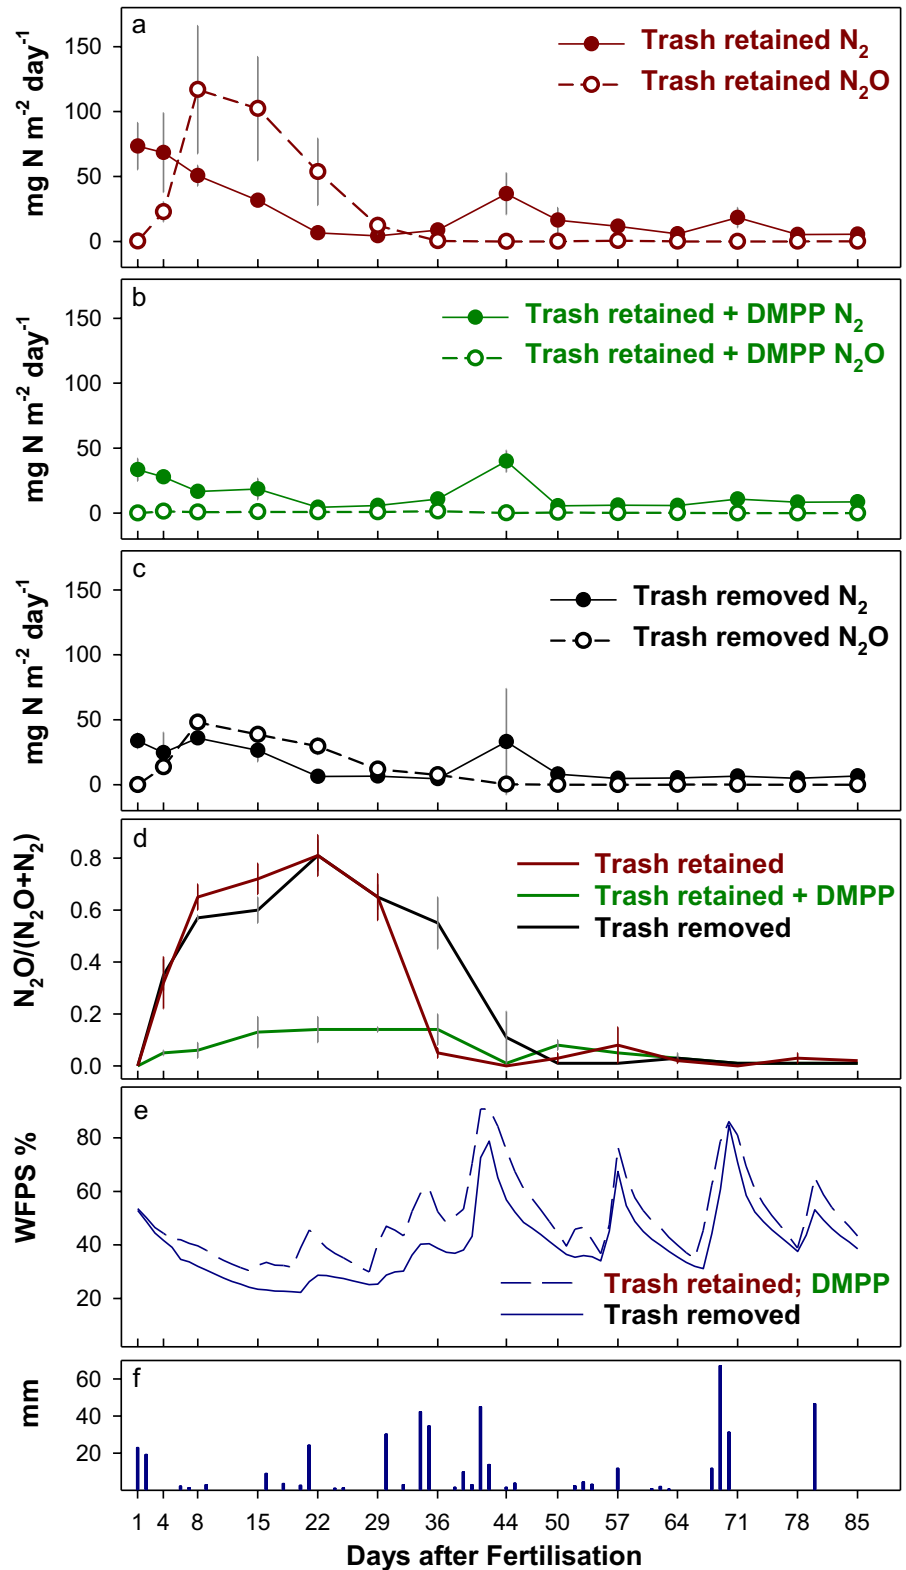 a
mg N m⁻² day⁻¹
150
100
50
0
Trash retained N₂
Trash retained N₂O
b
mg N m⁻² day⁻¹
150
100
50
0
Trash retained + DMPP N₂
Trash retained + DMPP N₂O
c
mg N m⁻² day⁻¹
150
100
50
0
Trash removed N₂
Trash removed N₂O
d
N₂O/(N₂O+N₂)
0.8
0.6
0.4
0.2
0.0
Trash retained
Trash retained + DMPP
Trash removed
e
WFPS %
80
60
40
20
Trash retained; DMPP
Trash removed
f
mm
60
40
20
1 4 8 15 22 29 36 44 50 57 64 71 78 85
Days after Fertilisation